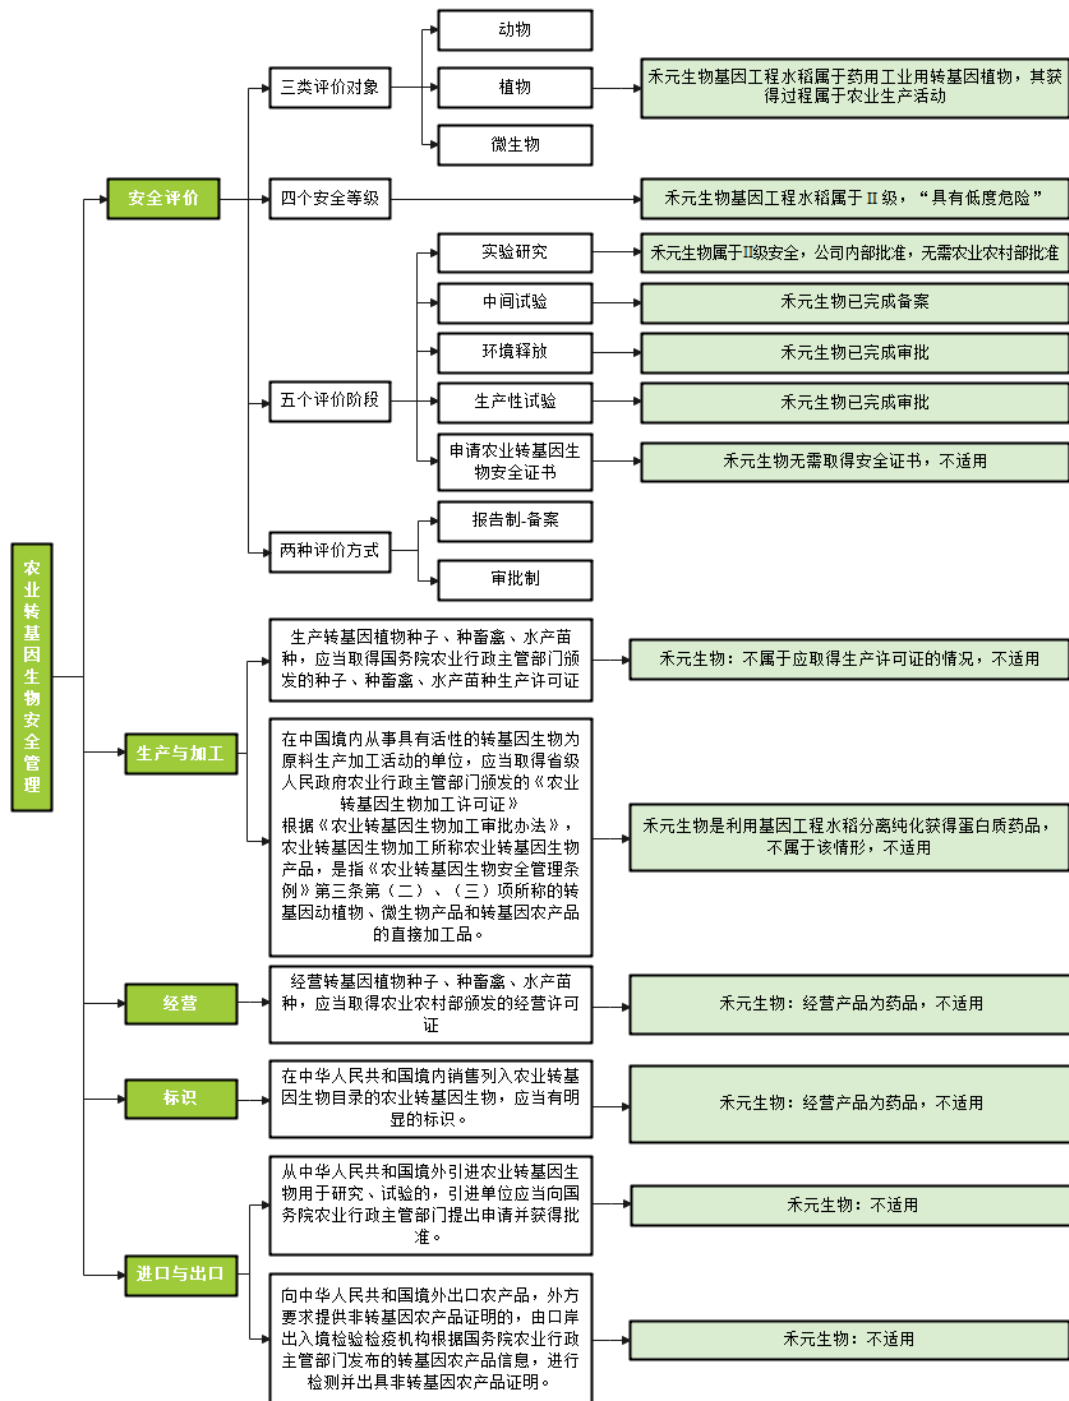 动物
三类评价对象
植物
禾元生物基因工程水稻属于药用工业用转基因植物，其获
得过程属于农业生产活动
微生物
安全评价
四个安全等级
禾元生物基因工程水稻属于 II 级，“具有低度危险”
实验研究
禾元生物属于II级安全，公司内部批准，无需农业农村部批准
中间试验
禾元生物已完成备案
环境释放
禾元生物已完成审批
五个评价阶段
生产性试验
禾元生物已完成审批
申请农业转基因生
物安全证书
禾元生物无需取得安全证书，不适用
报告制-备案
两种评价方式
审批制
农业转基因生物安全管理
生产与加工
生产转基因植物种子、种畜禽、水产苗
种，应当取得国务院农业行政主管部门颁
发的种子、种畜禽、水产苗种生产许可证
禾元生物：不属于应取得生产许可证的情况，不适用
在中国境内从事具有活性的转基因生物为
原料生产加工活动的单位，应当取得省级
人民政府农业行政主管部门颁发的《农业
转基因生物加工许可证》
根据《农业转基因生物加工审批办法》，
农业转基因生物加工所称农业转基因生物
产品，是指《农业转基因生物安全管理条
例》第三条第（二）、（三）项所称的转
基因动植物、微生物产品和转基因农产品
的直接加工品。
禾元生物是利用基因工程水稻分离纯化获得蛋白质药品，
不属于该情形，不适用
经营
经营转基因植物种子、种畜禽、水产苗
种，应当取得农业农村部颁发的经营许可
证
禾元生物：经营产品为药品，不适用
标识
在中华人民共和国境内销售列入农业转基
因生物目录的农业转基因生物，应当有明
显的标识。
禾元生物：经营产品为药品，不适用
进口与出口
从中华人民共和国境外引进农业转基因生
物用于研究、试验的，引进单位应当向国
务院农业行政主管部门提出申请并获得批
准。
禾元生物：不适用
向中华人民共和国境外出口农产品，外方
要求提供非转基因农产品证明的，由口岸
出入境检验检疫机构根据国务院农业行政
主管部门发布的转基因农产品信息，进行
检测并出具非转基因农产品证明。
禾元生物：不适用